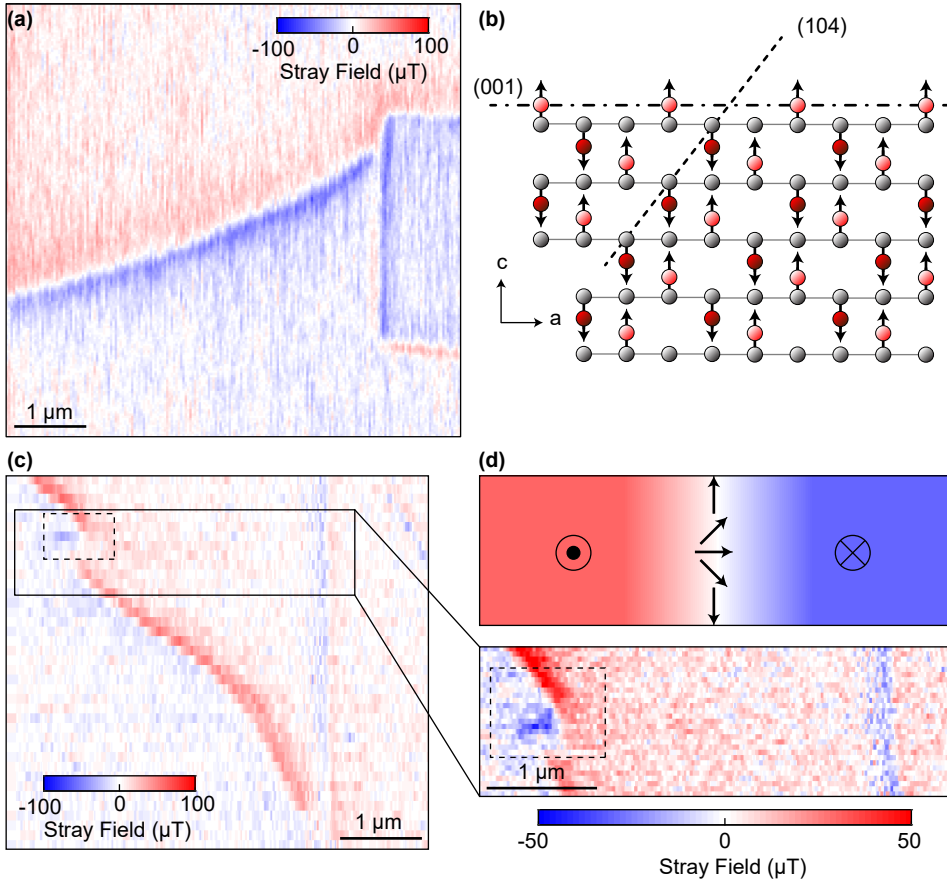 (a)
-100 0 100
Stray Field (µT)
1 µm
(b)
(104)
(001)
c
a
(c)
-100 0 100
Stray Field (µT)
1 µm
(d)
1 µm
-50 0 50
Stray Field (µT)